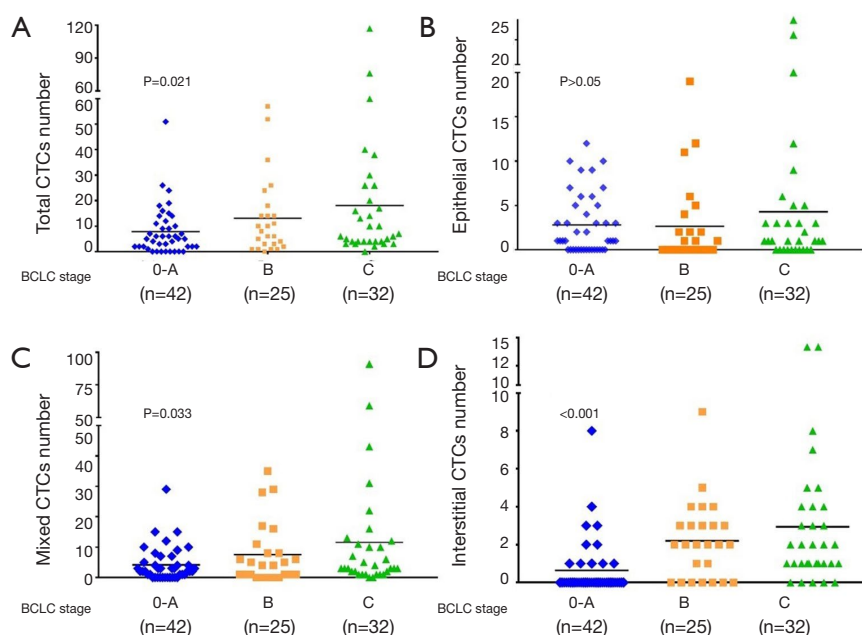 A
Total CTCs number
120
90
60
60
50
40
30
20
10
0
P=0.021
BCLC stage 0-A B C
(n=42) (n=25) (n=32)
B
Epithelial CTCs number
25
20
20
15
10
5
0
P>0.05
BCLC stage 0-A B C
(n=42) (n=25) (n=32)
C
Mixed CTCs number
100
75
50
50
40
30
20
10
0
P=0.033
BCLC stage 0-A B C
(n=42) (n=25) (n=32)
D
Interstitial CTCs number
15
12
10
8
6
4
2
0
<0.001
BCLC stage 0-A B C
(n=42) (n=25) (n=32)